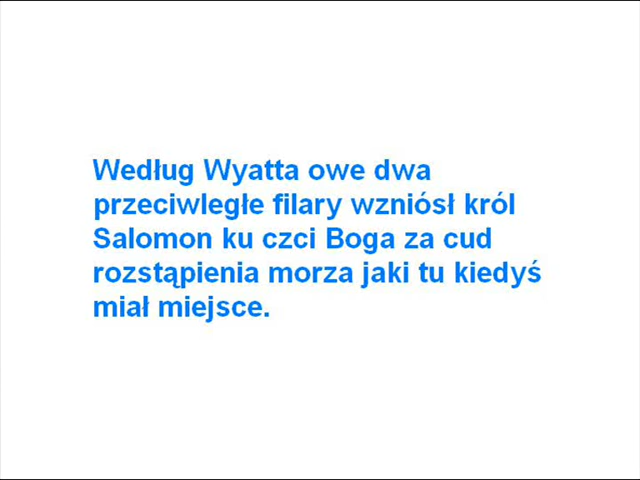 Według Wyatta owe dwa
przeciwległe filary wzniósł król
Salomon ku czci Boga za cud
rozstąpienia morza jaki tu kiedyś
miał miejsce.